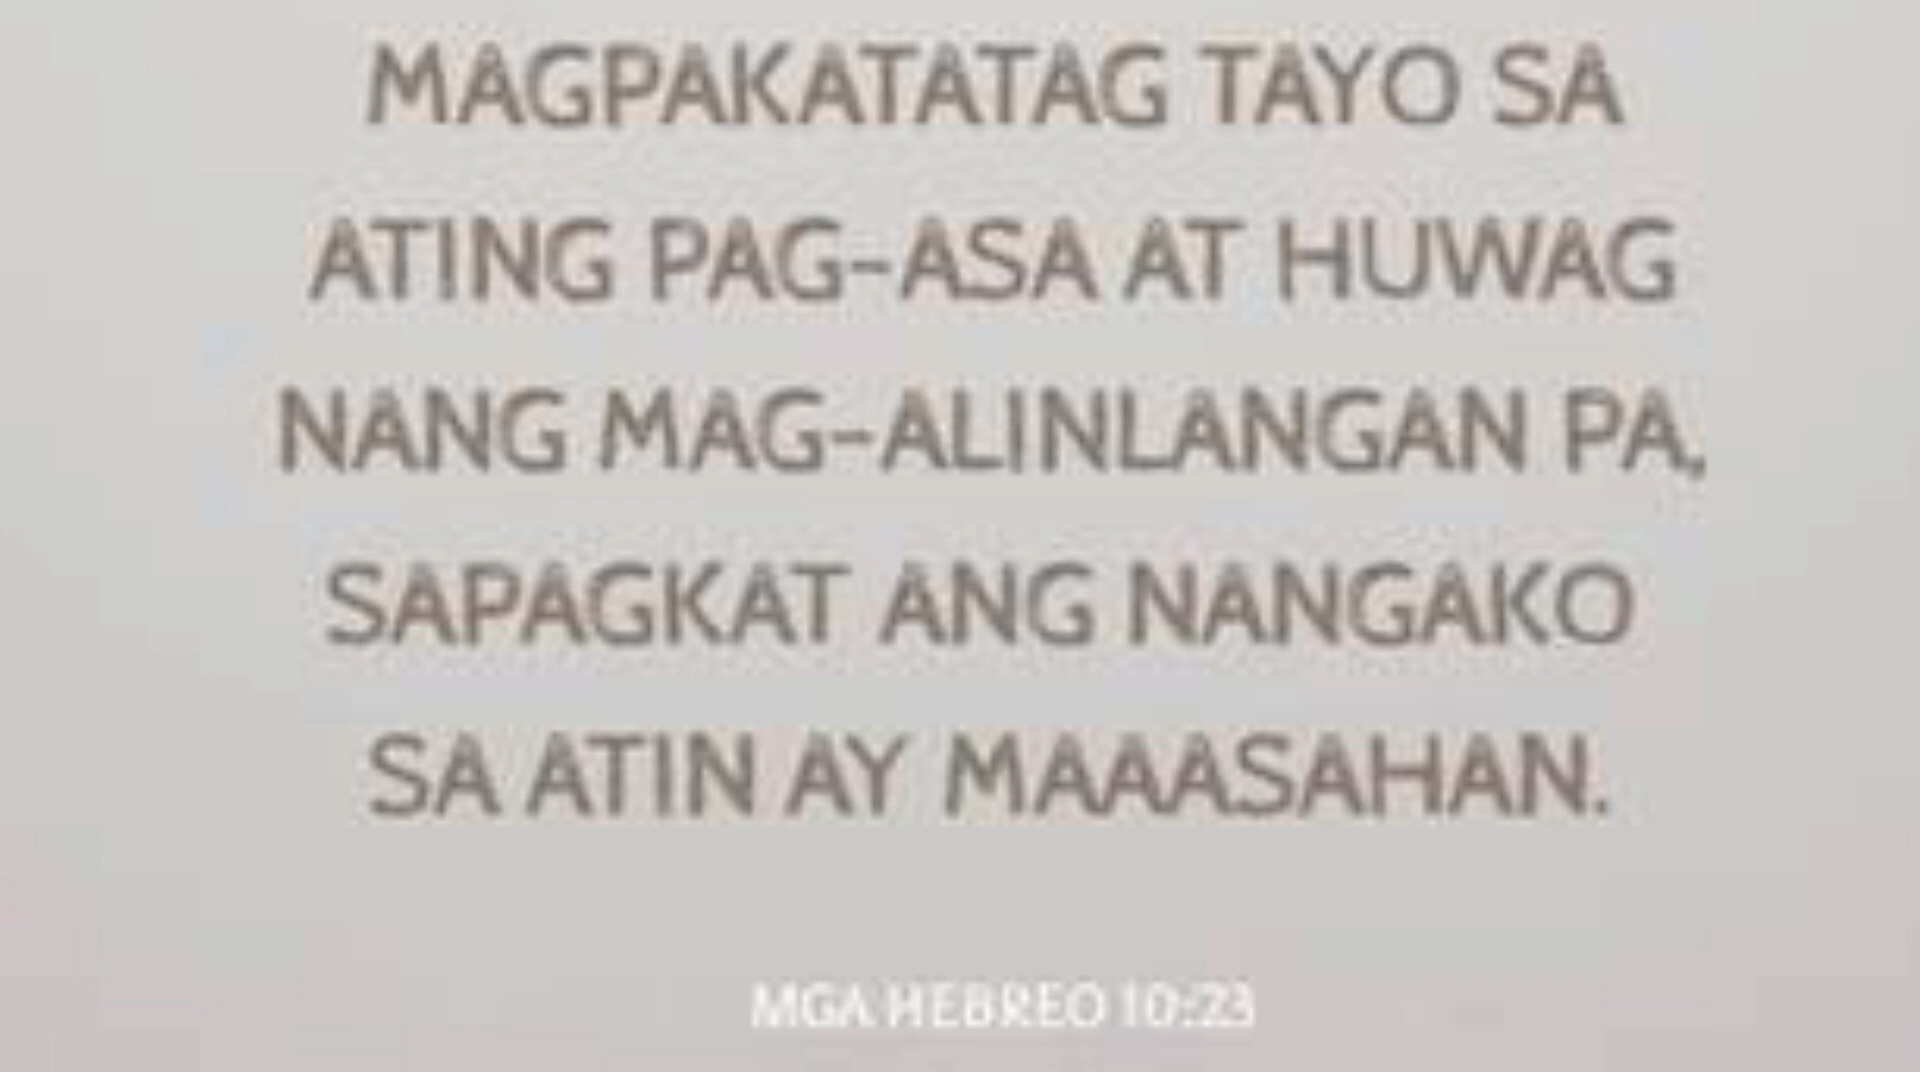 MAGPAKATATAG TAYO SA
ATING PAG-ASA AT HUWAG
NANG MAG-ALINLANGAN PA,
SAPAGKAT ANG NANGAKO
SA ATIN AY MAAASAHAN.
MGA HEBREO 10:23